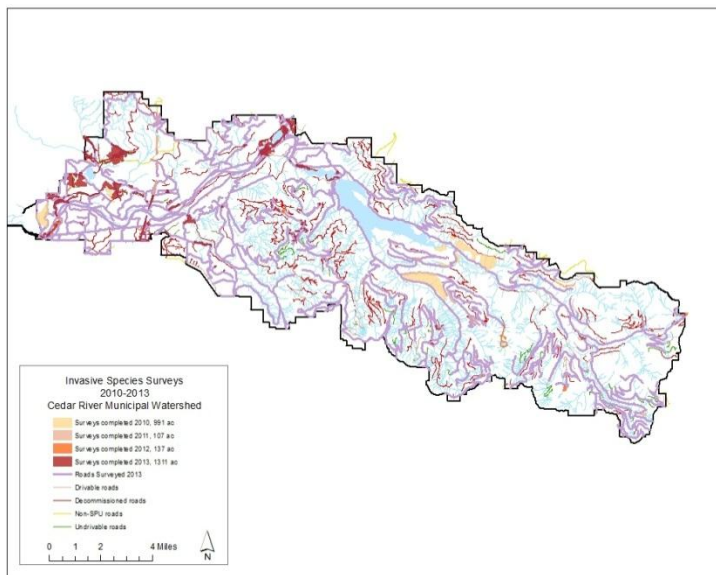 Invasive Species Surveys
2010-2013
Cedar River Municipal Watershed
Surveys completed 2010, 991 ac
Surveys completed 2011, 107 ac
Surveys completed 2012, 137 ac
Surveys completed 2013, 1311 ac
Roads Surveyed 2013
Drivable roads
Decommissioned roads
Non-SPU roads
Undrivable roads
0 1 2 4 Miles
N